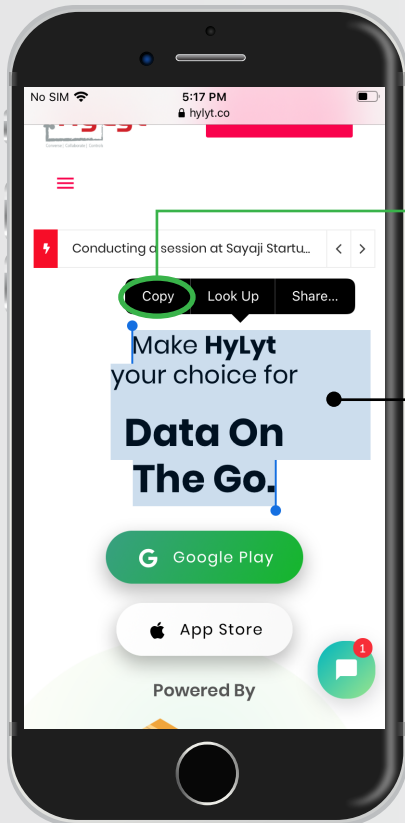 No SIM
5:17 PM
hylyt.co
HyLyt
Conducting a session at Sayaji Startu...
Copy
Look Up
Share...
Make HyLyt
your choice for
Data On
The Go.
G Google Play
App Store
1
Powered By